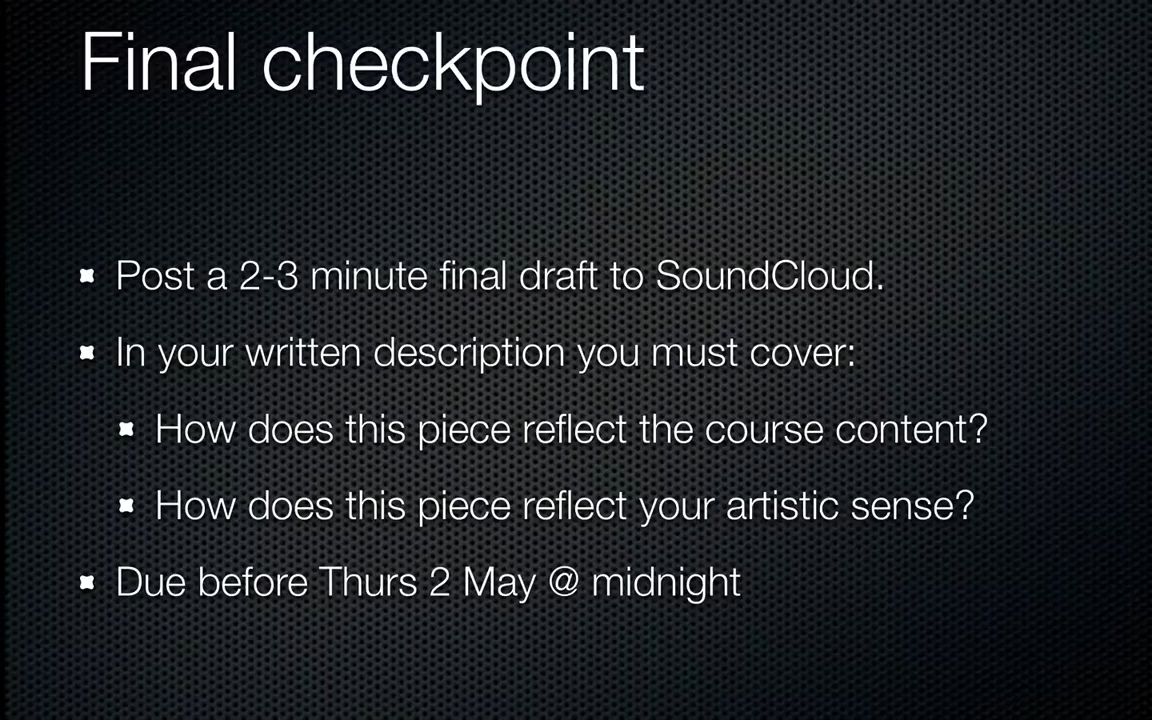 Final checkpoint
Post a 2-3 minute final draft to SoundCloud.
In your written description you must cover:
How does this piece reflect the course content?
How does this piece reflect your artistic sense?
Due before Thurs 2 May @ midnight